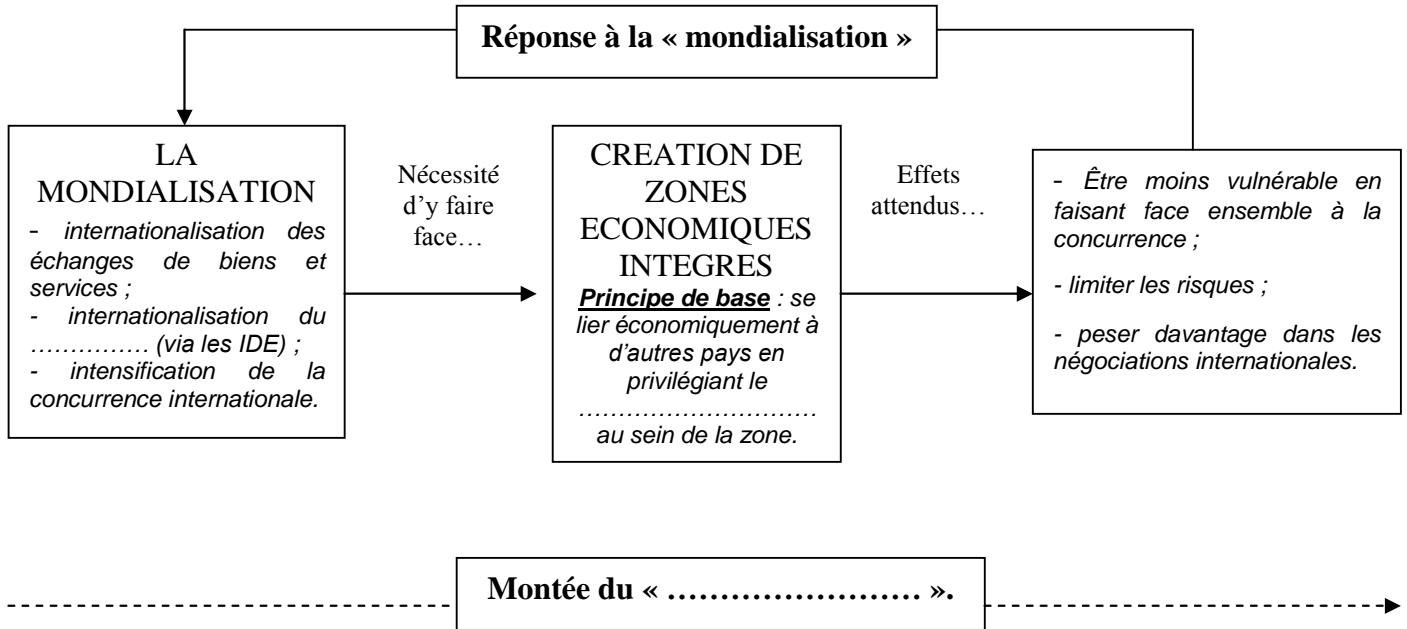 Réponse à la « mondialisation »
LA
MONDIALISATION
- internationalisation des
échanges de biens et
services ;
- internationalisation du
…………… (via les IDE) ;
- intensification de la
concurrence internationale.
Nécessité
d’y faire
face…
CREATION DE
ZONES
ECONOMIQUES
INTEGRES
Principe de base : se
lier économiquement à
d’autres pays en
privilégiant le
…………………………
au sein de la zone.
Effets
attendus…
- Être moins vulnérable en
faisant face ensemble à la
concurrence ;
- limiter les risques ;
- peser davantage dans les
négociations internationales.
Montée du « …………………… ».